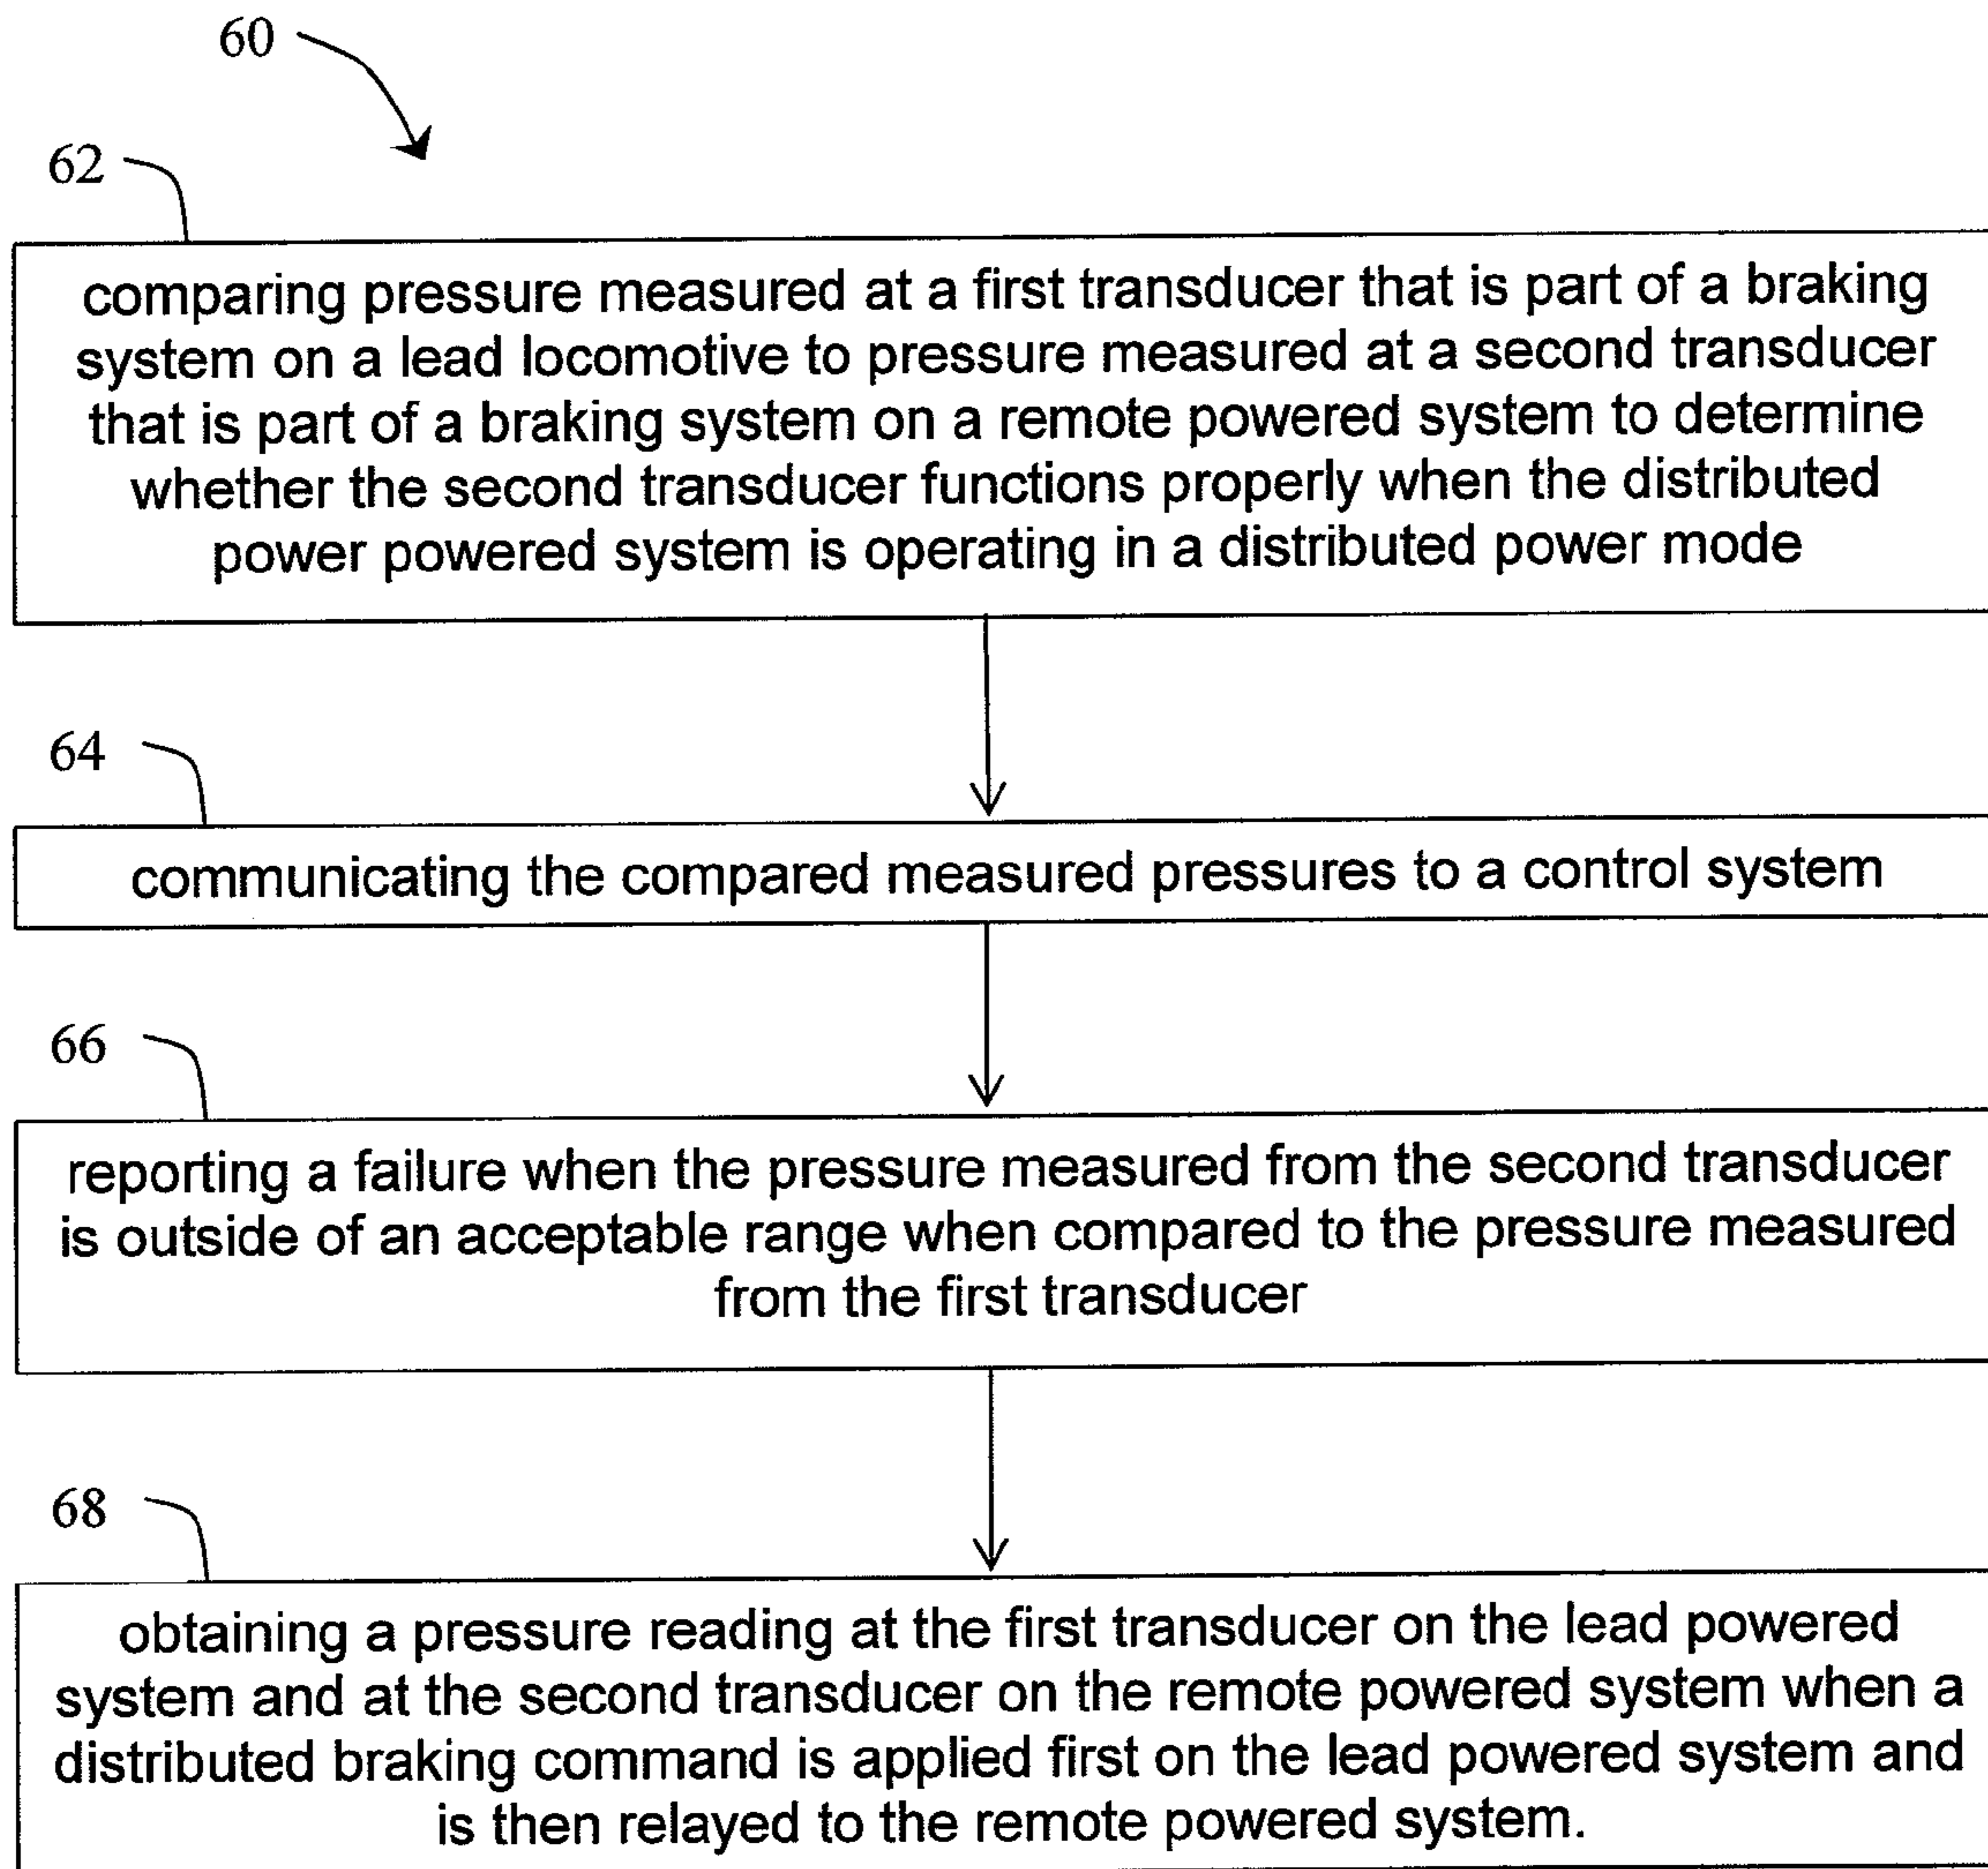 60
62
comparing pressure measured at a first transducer that is part of a braking
system on a lead locomotive to pressure measured at a second transducer
that is part of a braking system on a remote powered system to determine
whether the second transducer functions properly when the distributed
power powered system is operating in a distributed power mode
64
communicating the compared measured pressures to a control system
66
reporting a failure when the pressure measured from the second transducer
is outside of an acceptable range when compared to the pressure measured
from the first transducer
68
obtaining a pressure reading at the first transducer on the lead powered
system and at the second transducer on the remote powered system when a
distributed braking command is applied first on the lead powered system and
is then relayed to the remote powered system.